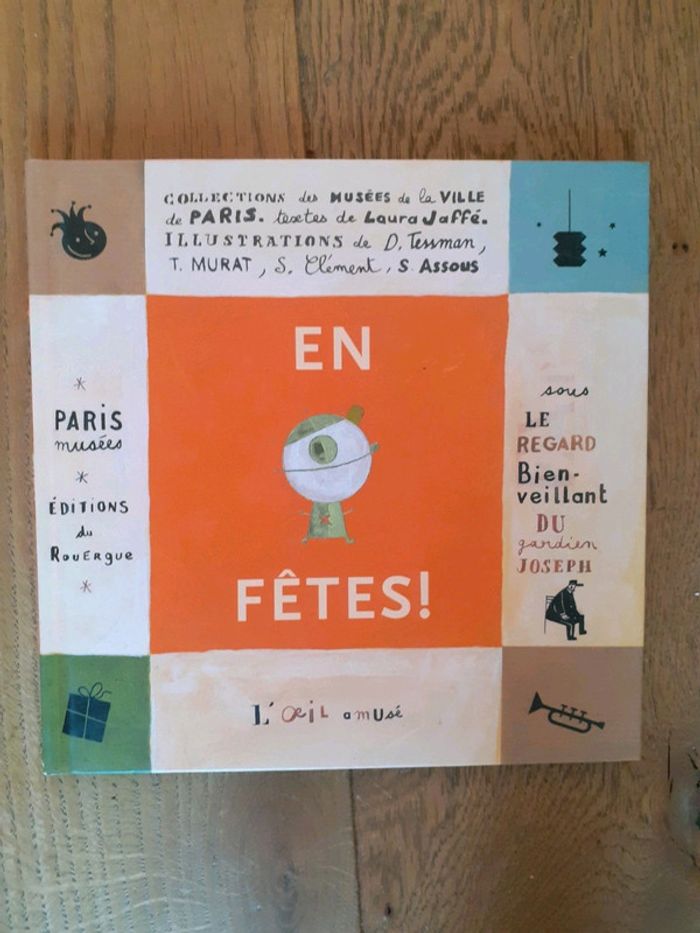 COLLECTIONS des MUSÉES de la VILLE
de PARIS. textes de Laura Jaffé.
ILLUSTRATIONS de D. Tessman,
T. MURAT, S. Clément, S. Assous
EN
FÊTES!
*
PARIS
musées
*
ÉDITIONS
du
RouERgue
*
sous
LE
REGARD
Bien-
veillant
DU
gardien
JOSEPH
L'œiL amusé